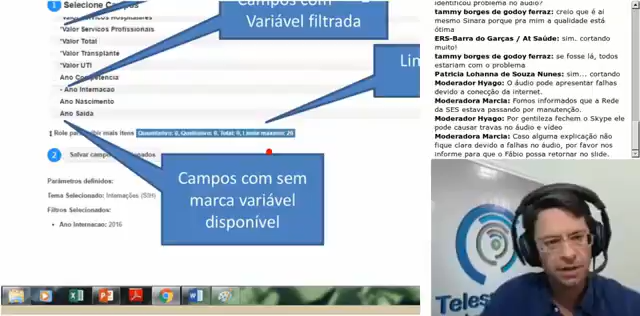 1 Selecione Campos
Campos com
Variável filtrada
*Valor Serviços Hospitalares
*Valor Serviços Profissionais
*Valor Total
*Valor Transplante
*Valor UTI
Ano Competência
- Ano Internacao
Ano Nascimento
Ano Saída
Lim
Quantitativo: 0, Qualitativo: 0, Total: 0, Limite máximo: 20
2 Salvar
Campos com sem
marca variável
disponível
Parâmetros definidos:
Tema Selecionado: Internações (SIH)
Filtros Selecionados:
• Ano Internacao: 2016
identificou problema no áudio?
tammy borges de godoy ferraz: creio que é ai
mesmo Sinara porque pra mim a qualidade está
ótima
ERS-Barra do Garças / At Saúde: sim.. cortando
muito!
tammy borges de godoy ferraz: se fosse lá, todos
estariam com o problema
Patricia Lohanna de Souza Nunes: sim... cortando
Moderador Hyago: O áudio pode apresentar falhas
devido a conecção da internet.
Moderadora Marcia: Fomos informados que a Rede
da SES estava passando por manutenção.
Moderador Hyago: Por gentileza fechem o Skype ele
pode causar travas no áudio e vídeo
Moderadora Marcia: Caso alguma explicação não
fique clara devido a falhas no áudio, por favor nos
informe para que o Fábio possa retornar no slide.
Teles